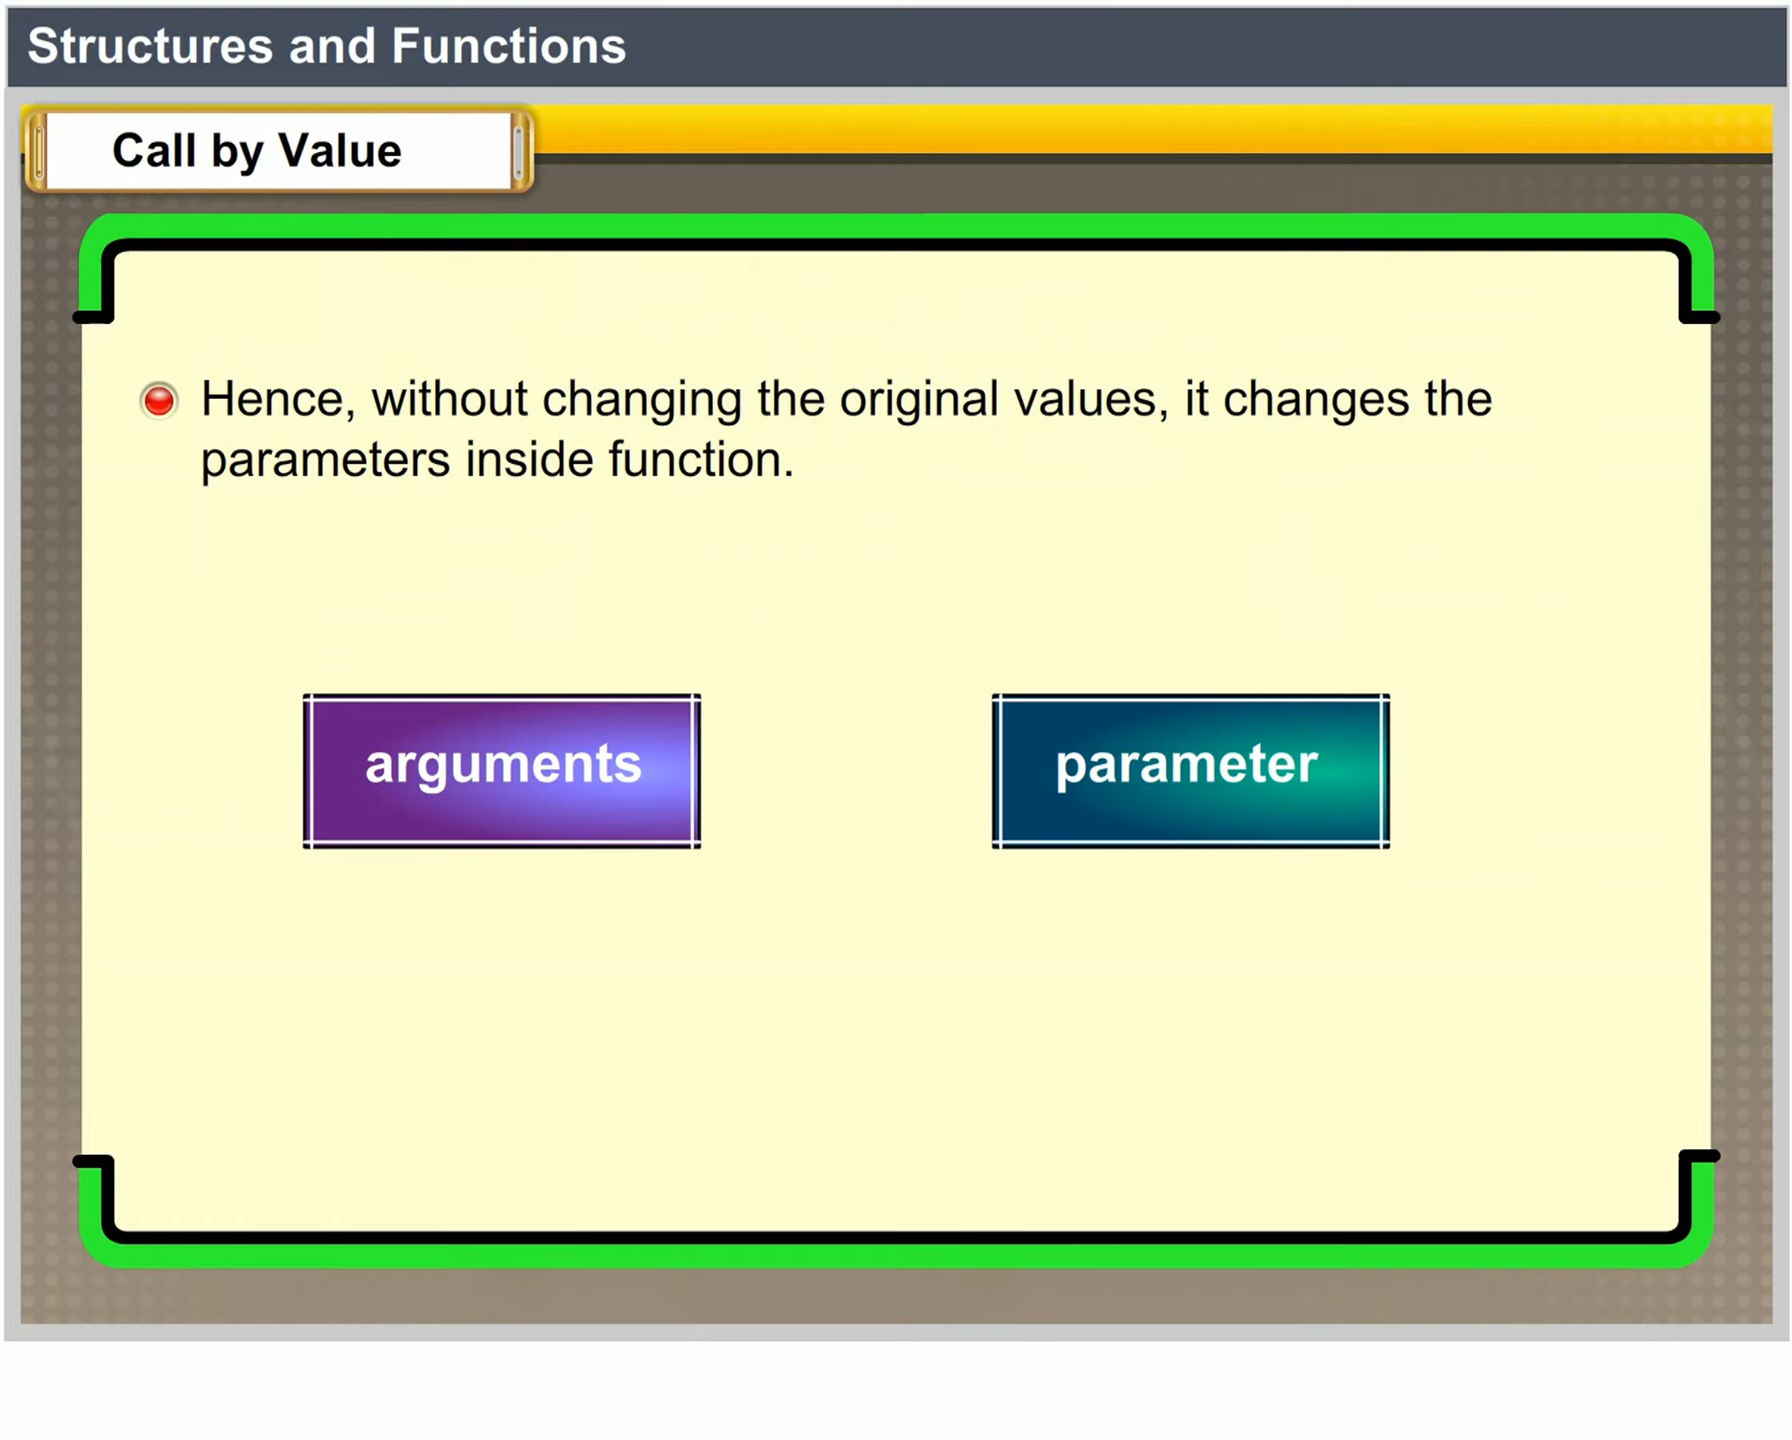 Structures and Functions
Call by Value
Hence, without changing the original values, it changes the
parameters inside function.
arguments
parameter